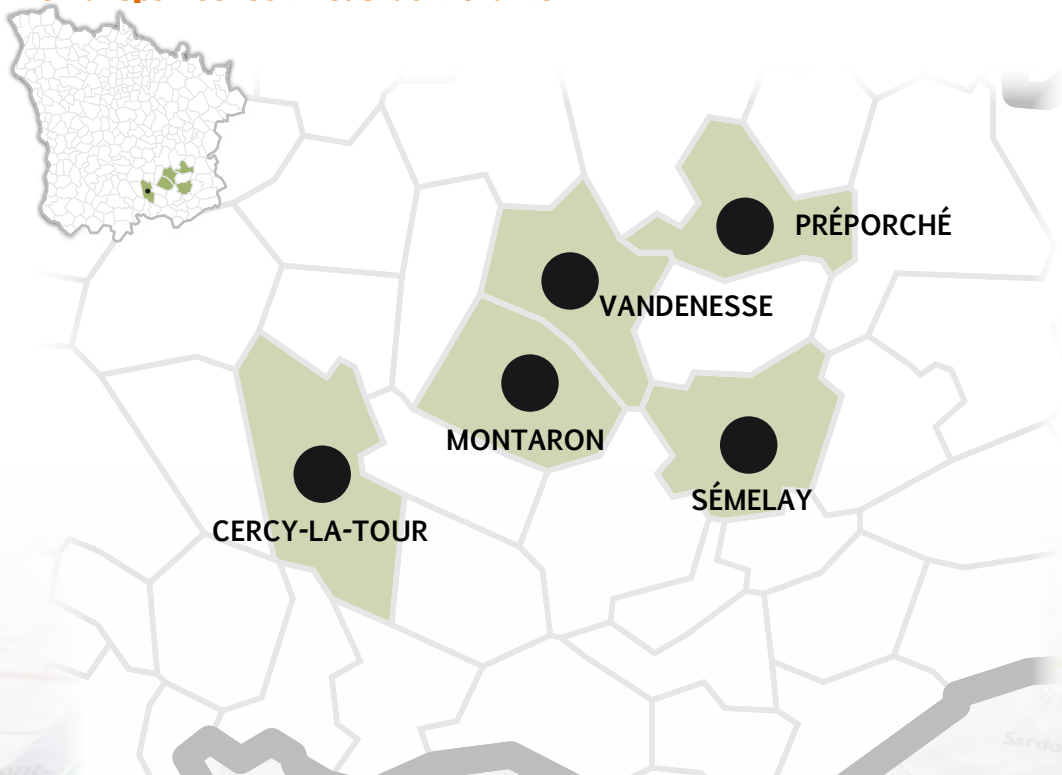 PRÉPORCHÉ
VANDENESSE
MONTARON
SÉMELAY
CERCY-LA-TOUR